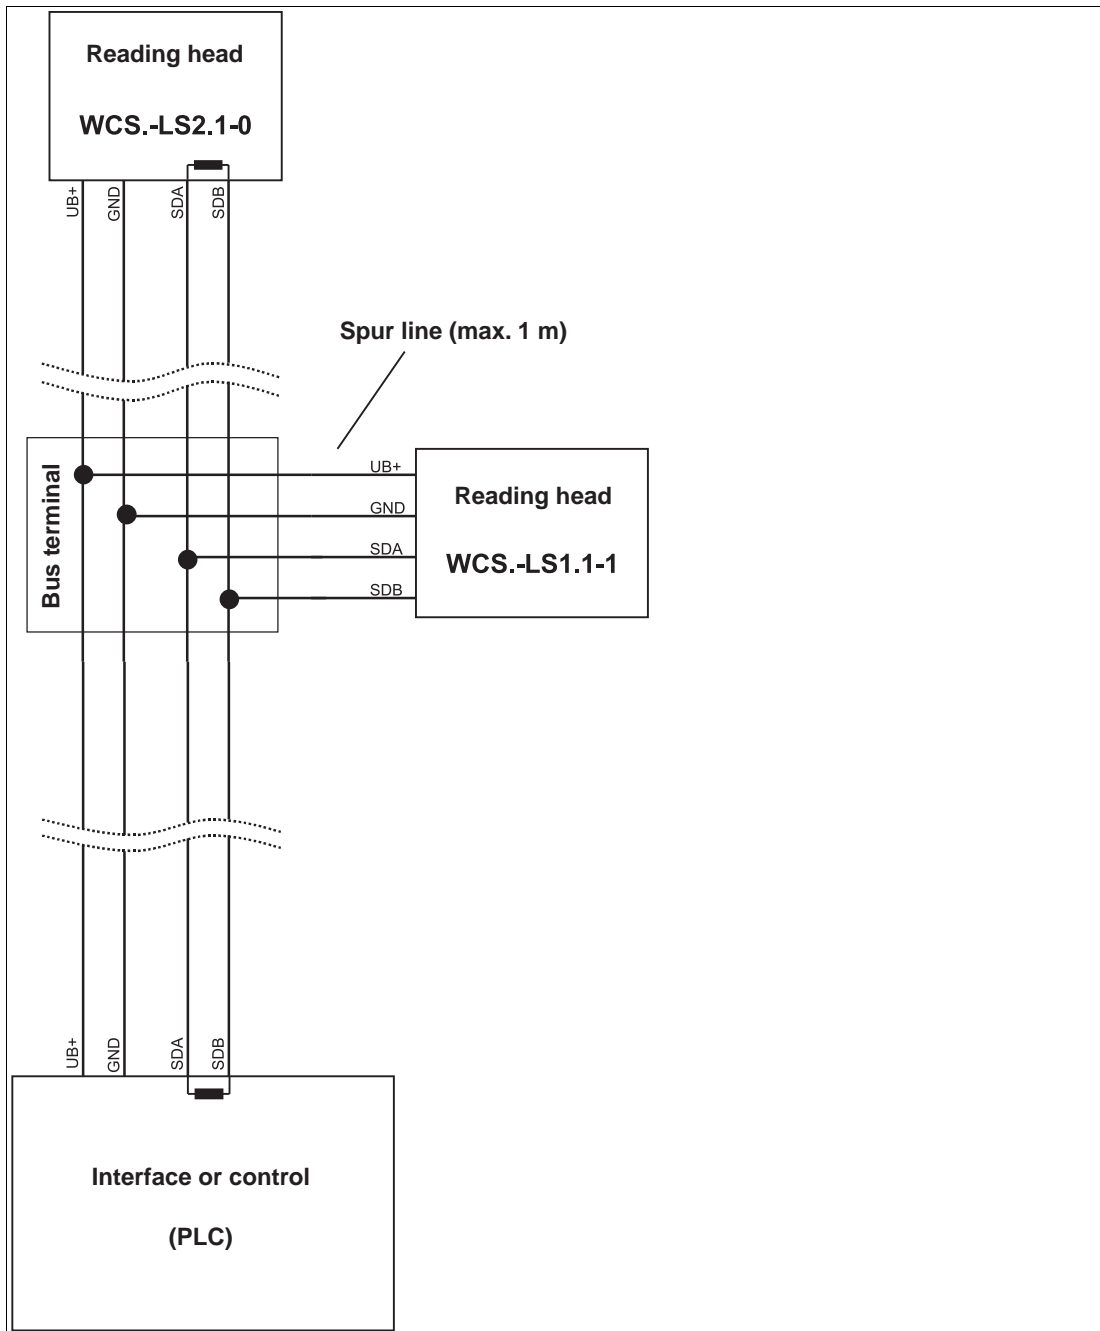 Reading head
WCS.-LS2.1-0
UB+
GND
SDA
SDB
Spur line (max. 1 m)
Bus terminal
UB+
GND
SDA
SDB
Reading head
WCS.-LS1.1-1
UB+
GND
SDA
SDB
Interface or control
(PLC)